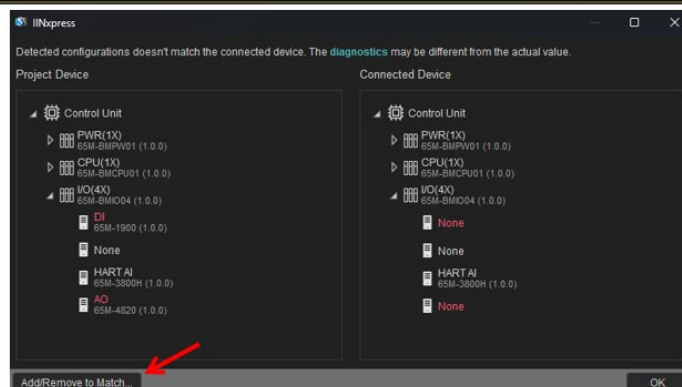 IINxpress
Detected configurations doesn't match the connected device. The diagnostics may be different from the actual value.
Project Device
Control Unit
PWR(1X)
65M-BMPW01 (1.0.0)
CPU(1X)
65M-BMCPU01 (1.0.0)
I/O(4X)
65M-BMIO04 (1.0.0)
DI
65M-1900 (1.0.0)
None
HART AI
65M-3800H (1.0.0)
AO
65M-4820 (1.0.0)
Connected Device
Control Unit
PWR(1X)
65M-BMPW01 (1.0.0)
CPU(1X)
65M-BMCPU01 (1.0.0)
I/O(4X)
65M-BMIO04 (1.0.0)
None
None
HART AI
65M-3800H (1.0.0)
None
Add/Remove to Match...
OK